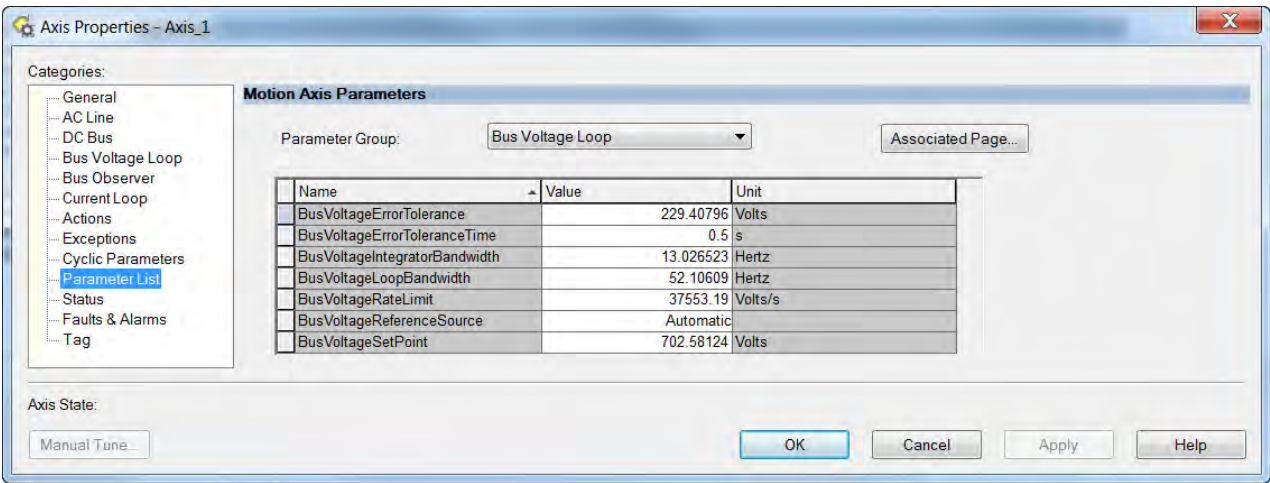 Axis Properties - Axis_1
Categories:
General
AC Line
DC Bus
Bus Voltage Loop
Bus Observer
Current Loop
Actions
Exceptions
Cyclic Parameters
Parameter List
Status
Faults & Alarms
Tag
Motion Axis Parameters
Parameter Group: Bus Voltage Loop Associated Page...
Name Value Unit
BusVoltageErrorTolerance 229.40796 Volts
BusVoltageErrorToleranceTime 0.5 s
BusVoltageIntegratorBandwidth 13.026523 Hertz
BusVoltageLoopBandwidth 52.10609 Hertz
BusVoltageRateLimit 37553.19 Volts/s
BusVoltageReferenceSource Automatic
BusVoltageSetPoint 702.58124 Volts
Axis State:
Manual Tune... OK Cancel Apply Help